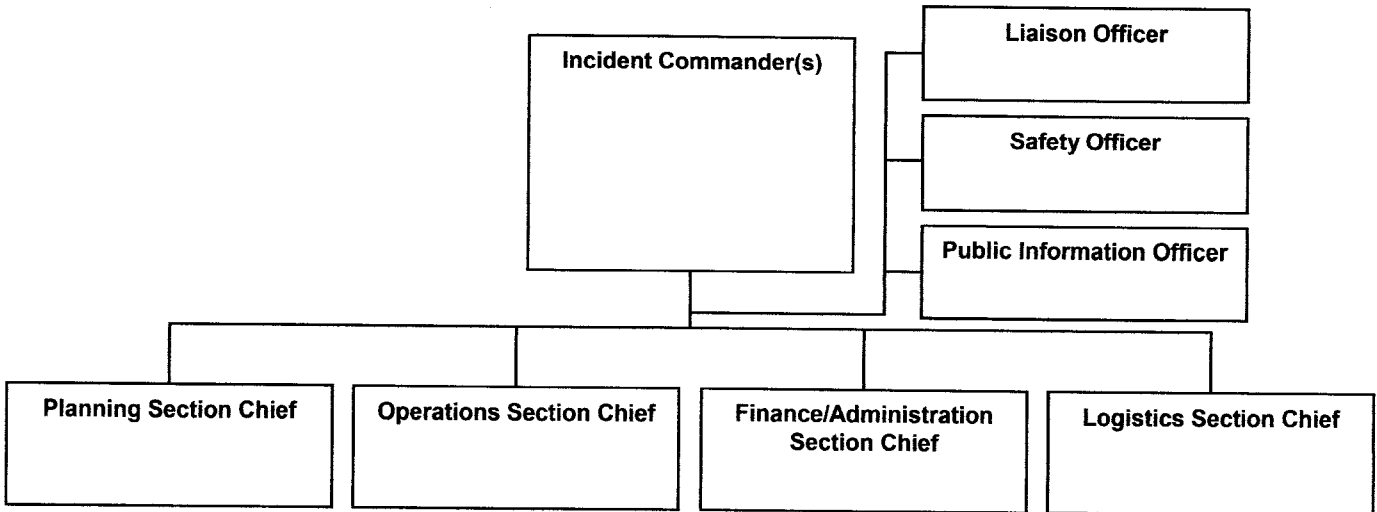 Incident Commander(s)
Liaison Officer
Safety Officer
Public Information Officer
Planning Section Chief
Operations Section Chief
Finance/Administration
Section Chief
Logistics Section Chief